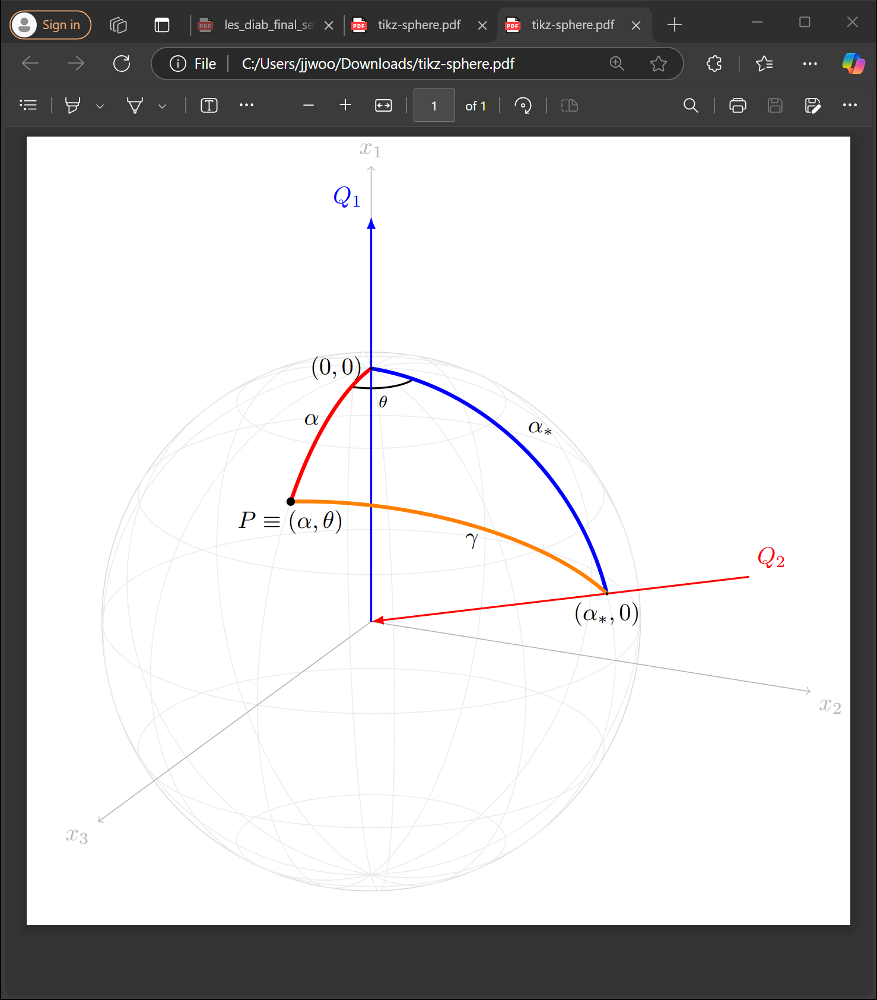 Sign in les_diab_final_se tikz-sphere.pdf tikz-sphere.pdf
File C:/Users/jjwoo/Downloads/tikz-sphere.pdf
1 of 1
x₁
Q₁
(0, 0)
θ
α
α∗
P ≡ (α, θ)
γ
Q₂
(α∗, 0)
x₂
x₃